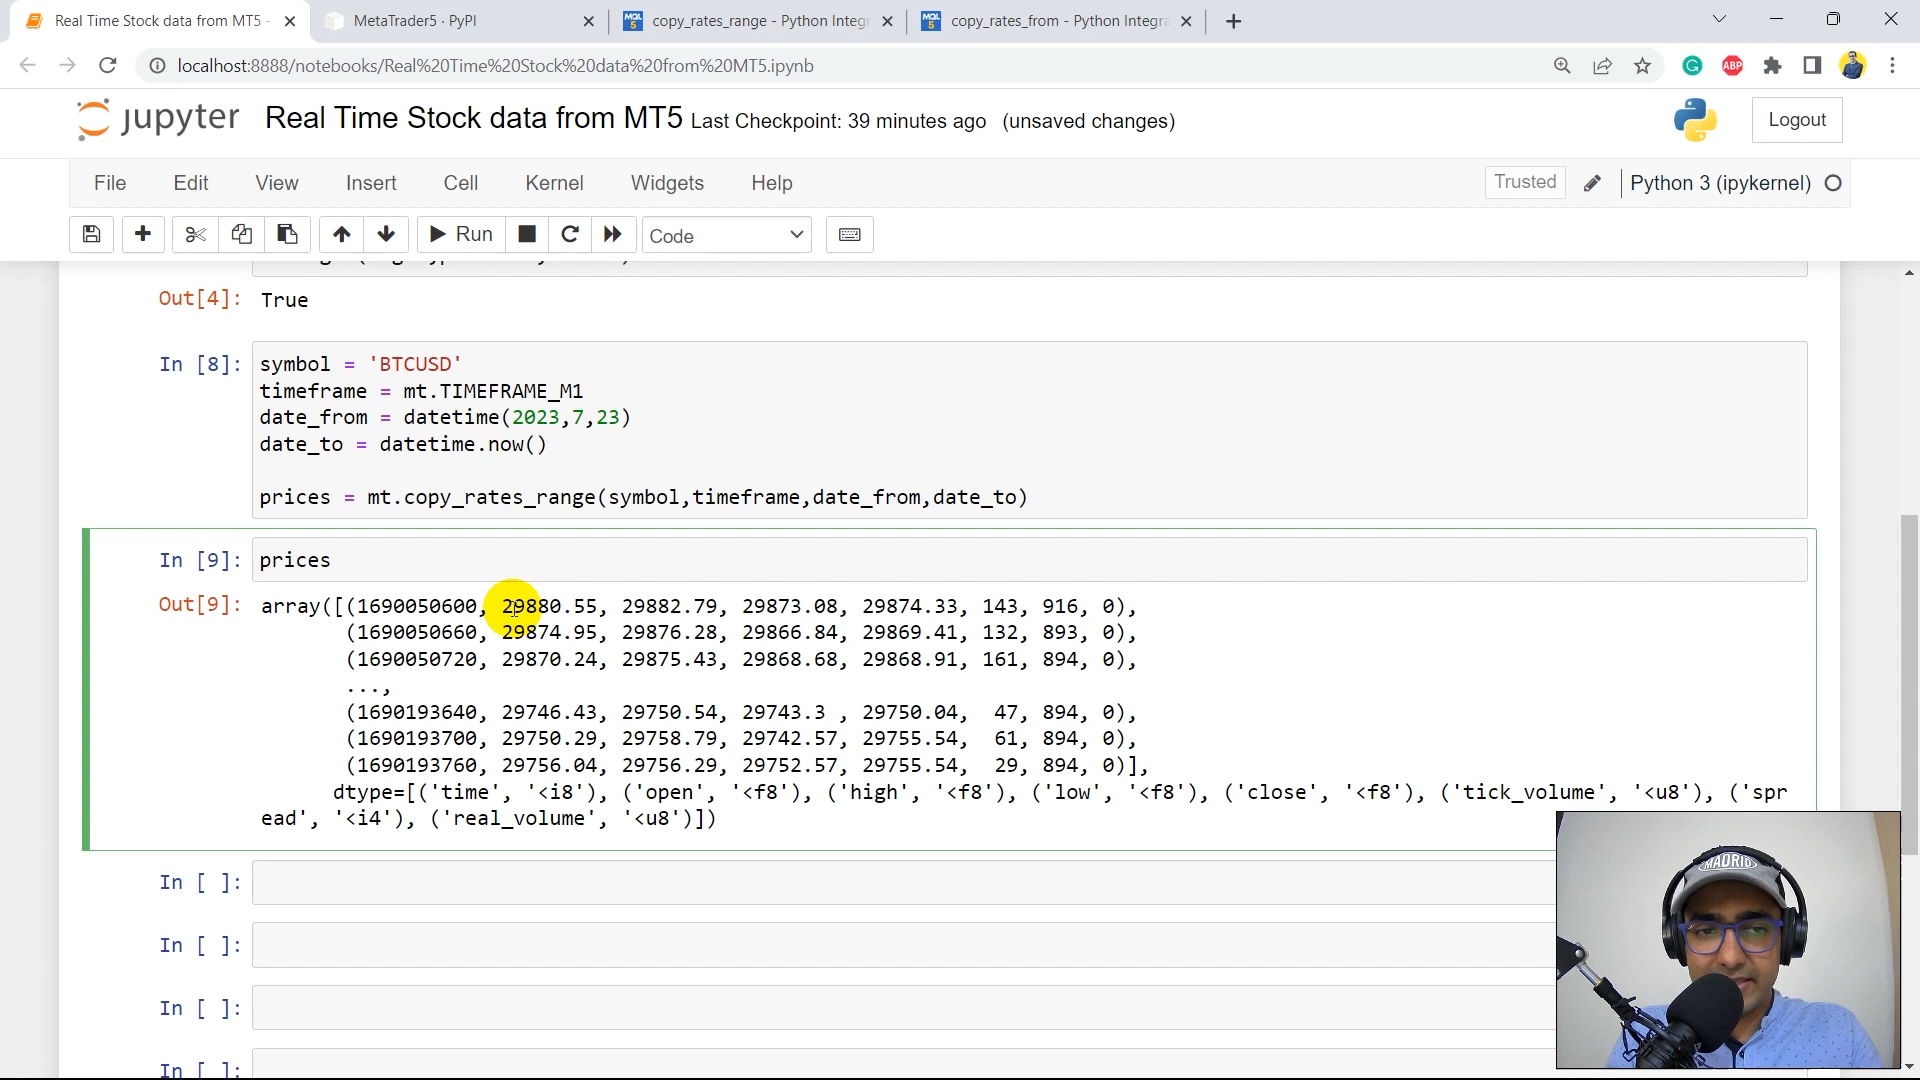 Real Time Stock data from MT5 -
MetaTrader5 · PyPI
copy_rates_range - Python Integr
copy_rates_from - Python Integra
localhost:8888/notebooks/Real%20Time%20Stock%20data%20from%20MT5.ipynb
ABP
jupyter Real Time Stock data from MT5 Last Checkpoint: 39 minutes ago (unsaved changes)
Logout
File Edit View Insert Cell Kernel Widgets Help
Trusted
Python 3 (ipykernel)
Run
Code
Out[4]: True
In [8]: symbol = 'BTCUSD'
timeframe = mt.TIMEFRAME_M1
date_from = datetime(2023,7,23)
date_to = datetime.now()
prices = mt.copy_rates_range(symbol,timeframe,date_from,date_to)
In [9]: prices
Out[9]: array([(1690050600, 29880.55, 29882.79, 29873.08, 29874.33, 143, 916, 0),
(1690050660, 29874.95, 29876.28, 29866.84, 29869.41, 132, 893, 0),
(1690050720, 29870.24, 29875.43, 29868.68, 29868.91, 161, 894, 0),
...,
(1690193640, 29746.43, 29750.54, 29743.3 , 29750.04, 47, 894, 0),
(1690193700, 29750.29, 29758.79, 29742.57, 29755.54, 61, 894, 0),
(1690193760, 29756.04, 29756.29, 29752.57, 29755.54, 29, 894, 0)],
dtype=[('time', '<i8'), ('open', '<f8'), ('high', '<f8'), ('low', '<f8'), ('close', '<f8'), ('tick_volume', '<u8'), ('spr
ead', '<i4'), ('real_volume', '<u8')])
In [ ]:
In [ ]:
In [ ]:
In [ ]:
MADRID